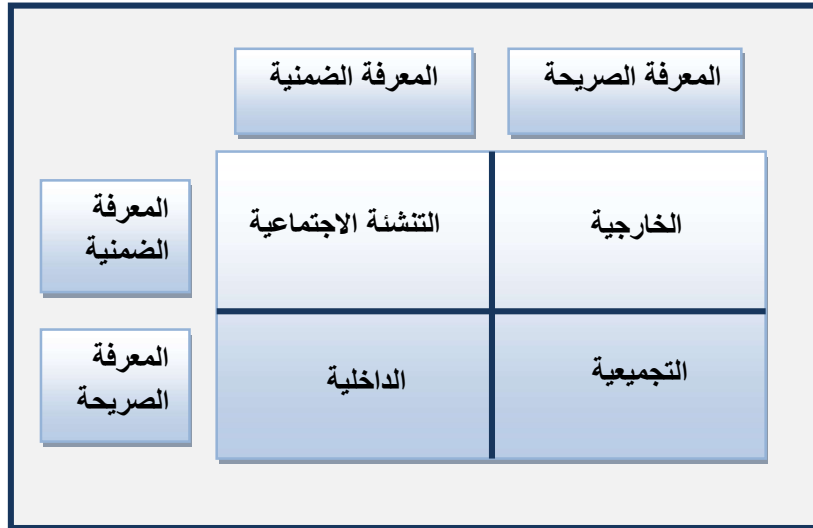 المعرفة الصريحة
المعرفة الضمنية
المعرفة
الضمنية
الخارجية
التنشئة الاجتماعية
المعرفة
الصريحة
التجميعية
الداخلية